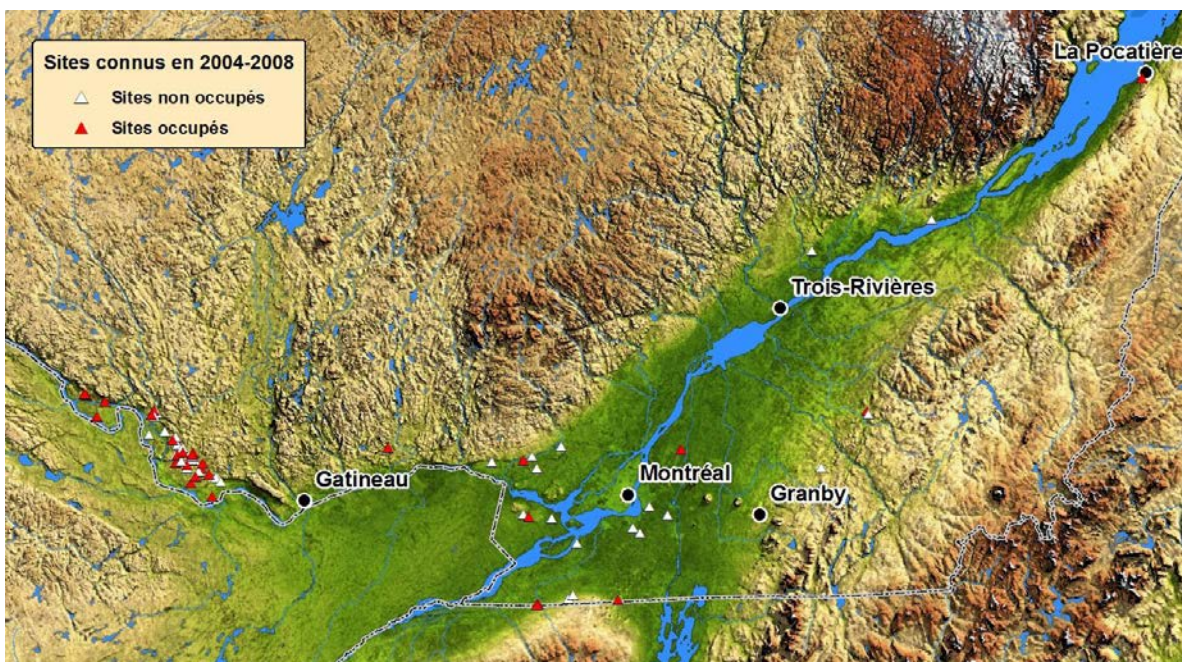 Sites connus en 2004-2008
Sites non occupés
Sites occupés
La Pocatière
Trois-Rivières
Gatineau
Montréal
Granby